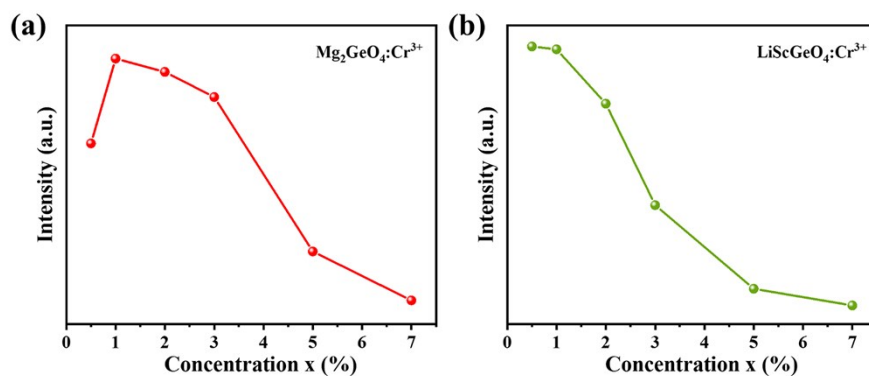 (a)
Mg₂GeO₄:Cr³⁺
Intensity (a.u.)
0 1 2 3 4 5 6 7
Concentration x (%)
(b)
LiScGeO₄:Cr³⁺
Intensity (a.u.)
0 1 2 3 4 5 6 7
Concentration x (%)